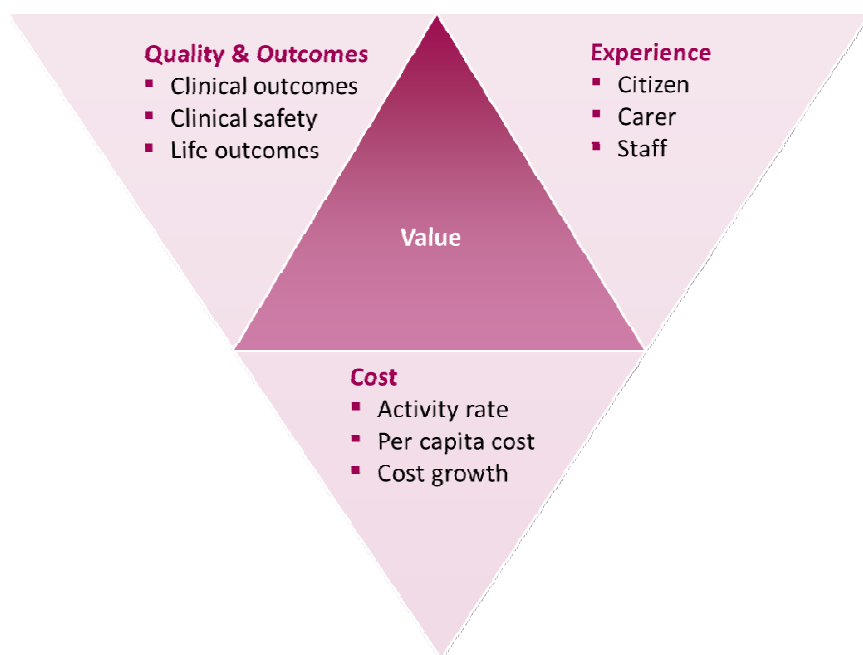 Quality & Outcomes
▪ Clinical outcomes
▪ Clinical safety
▪ Life outcomes
Experience
▪ Citizen
▪ Carer
▪ Staff
Value
Cost
▪ Activity rate
▪ Per capita cost
▪ Cost growth